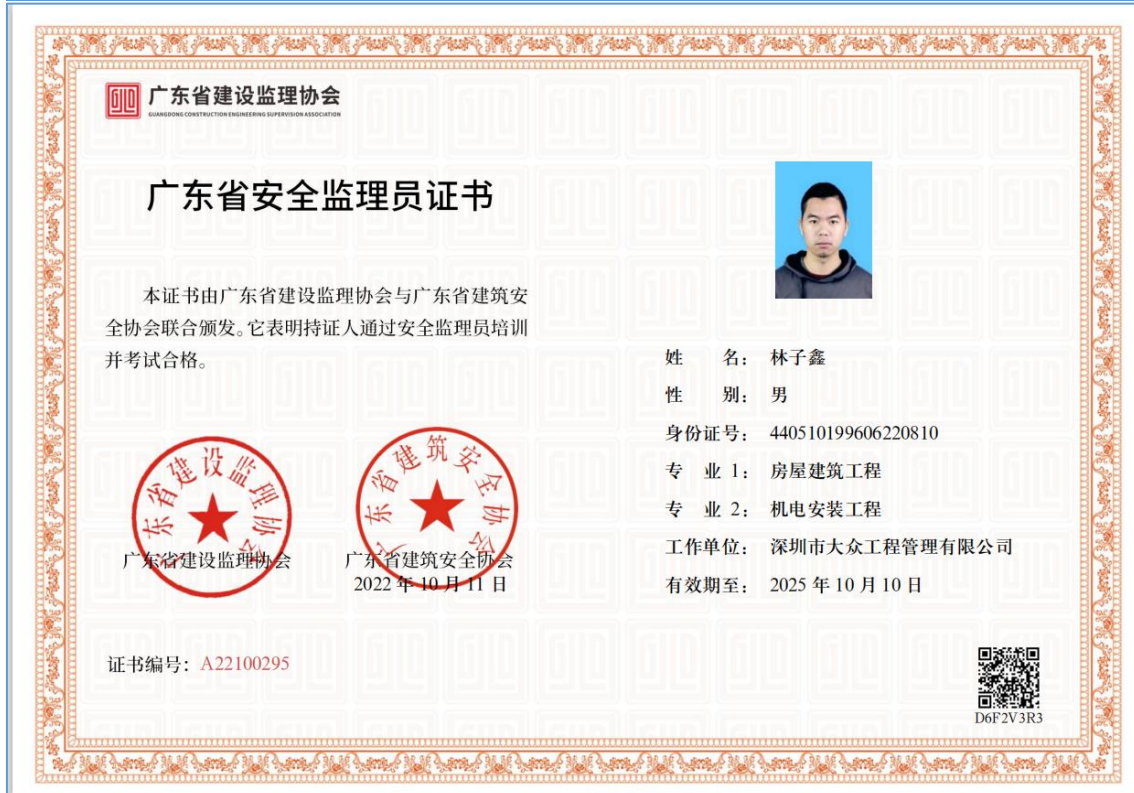 广东省建设监理协会
GUANGDONG CONSTRUCTION ENGINEERING SUPERVISION ASSOCIATION
广东省安全监理员证书
本证书由广东省建设监理协会与广东省建筑安
全协会联合颁发。它表明持证人通过安全监理员培训
并考试合格。
广东省建设监理协会
广东省建筑安全协会
广东省建设监理协会
广东省建筑安全协会
2022 年 10 月 11 日
证书编号：A22100295
姓 名： 林子鑫
性 别： 男
身份证号： 440510199606220810
专 业 1： 房屋建筑工程
专 业 2： 机电安装工程
工作单位： 深圳市大众工程管理有限公司
有效期至： 2025 年 10 月 10 日
D6F2V3R3